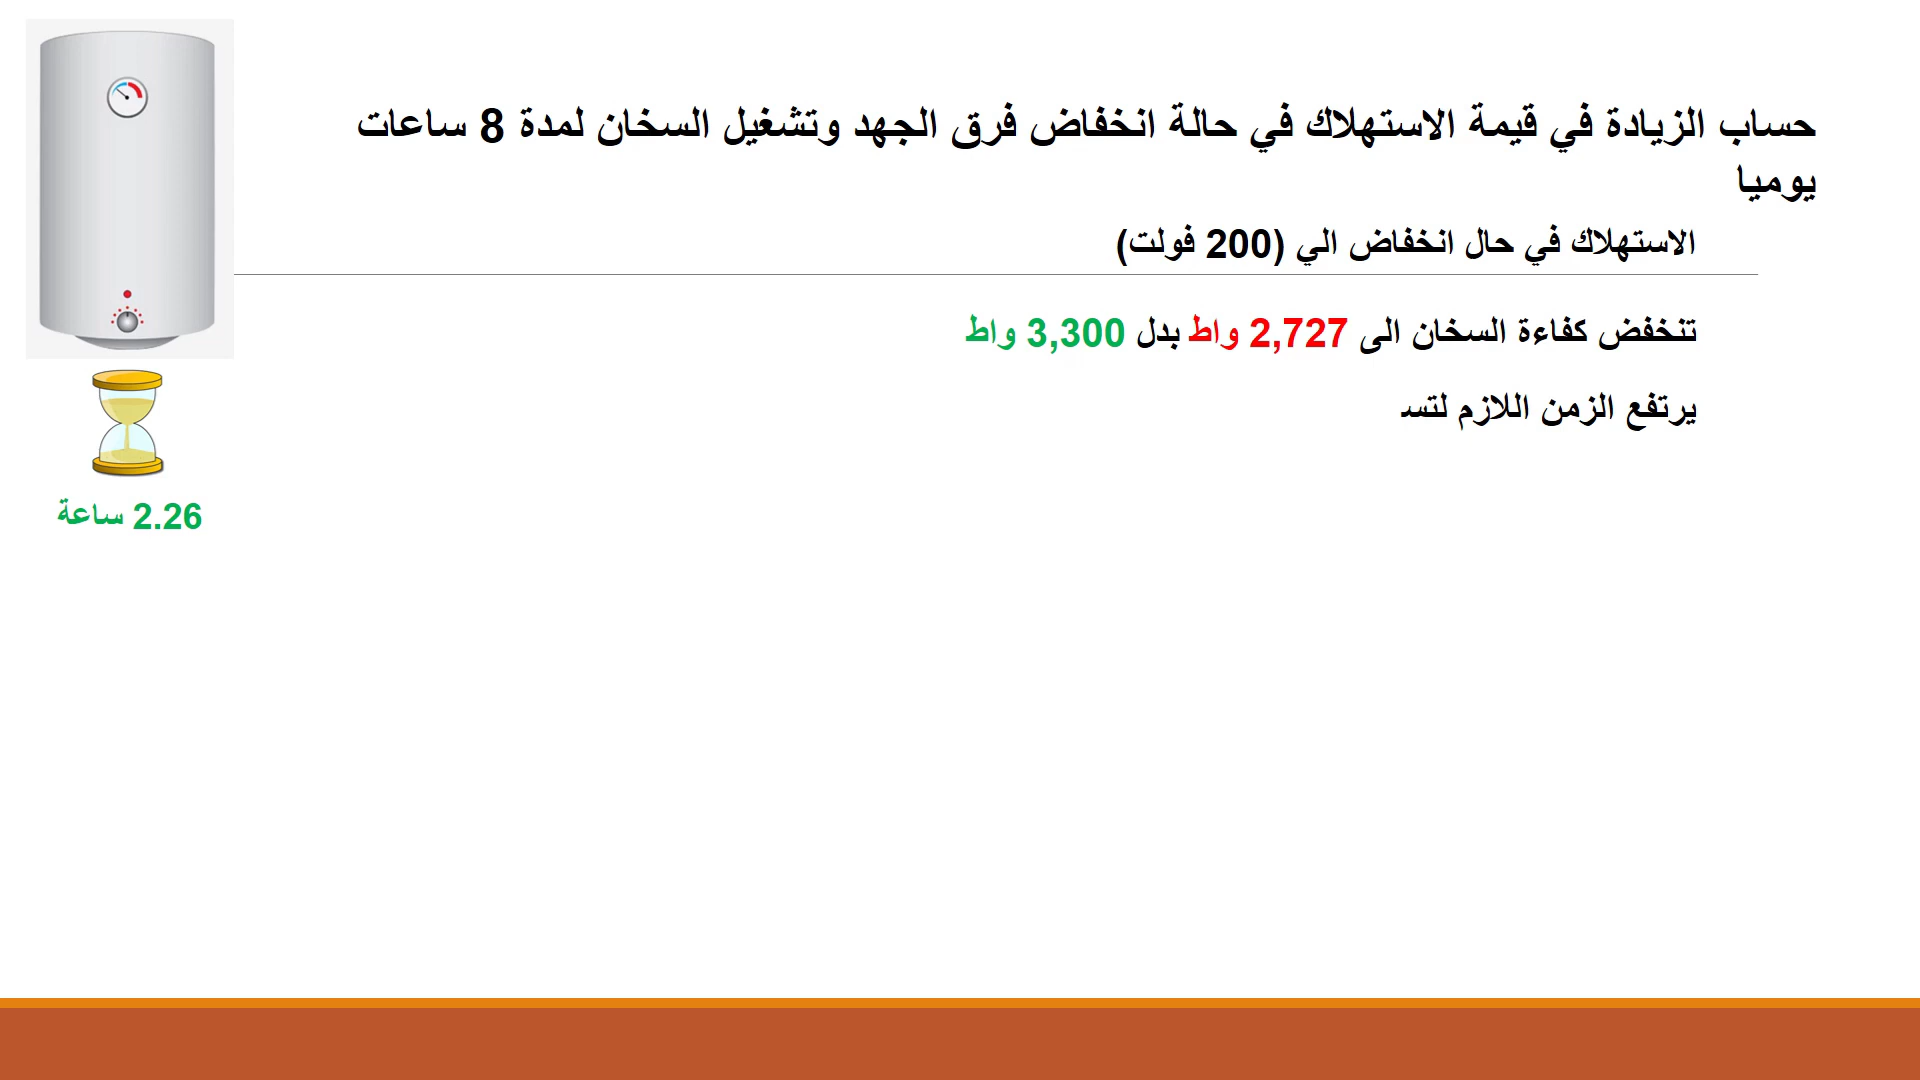 حساب الزيادة في قيمة الاستهلاك في حالة انخفاض فرق الجهد وتشغيل السخان لمدة 8 ساعات
يوميا
الاستهلاك في حال انخفاض الي (200 فولت)
تنخفض كفاءة السخان الى 2,727 واط بدل 3,300 واط
يرتفع الزمن اللازم لتسـ
2.26 ساعة